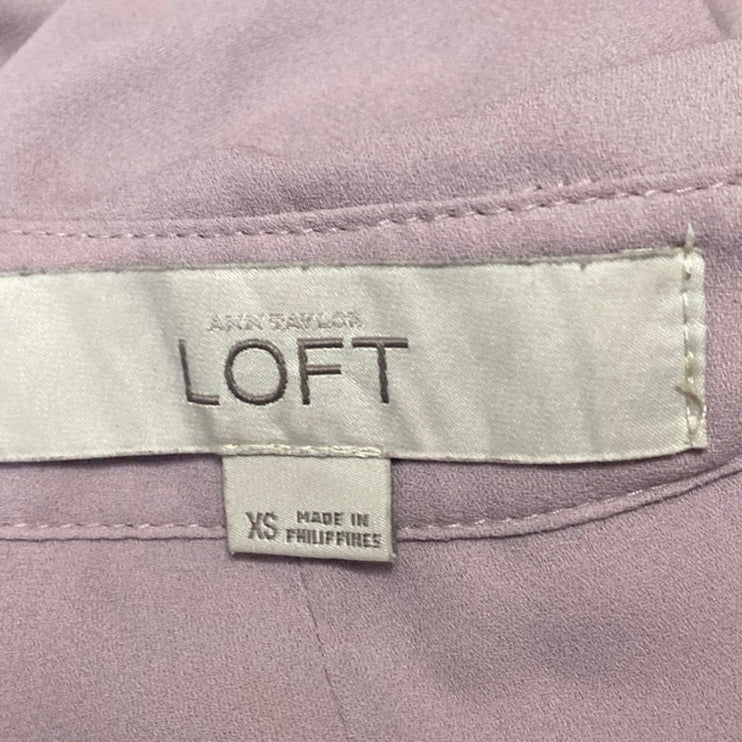 ANN TAYLOR
LOFT
XS MADE IN
PHILIPPINES